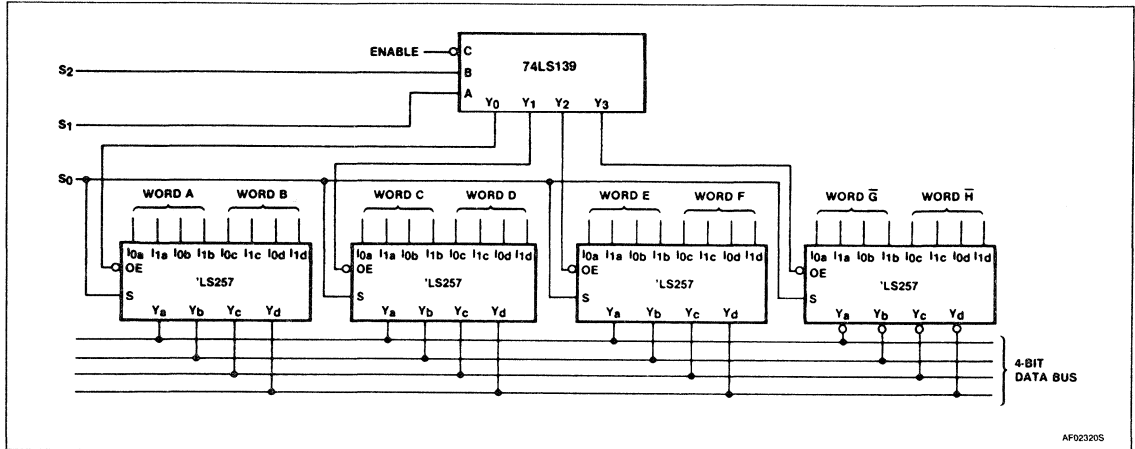 ENABLE C
74LS139
S2 B
A Y0 Y1 Y2 Y3
S1
S0
WORD A WORD B WORD C WORD D WORD E WORD F WORD G̅ WORD H̅
I0a I1a I0b I1b I0c I1c I0d I1d I0a I1a I0b I1b I0c I1c I0d I1d I0a I1a I0b I1b I0c I1c I0d I1d I0a I1a I0b I1b I0c I1c I0d I1d
OE OE OE OE
'LS257 'LS257 'LS257 'LS257
S S S S
Ya Yb Yc Yd Ya Yb Yc Yd Ya Yb Yc Yd Ya Yb Yc Yd
4-BIT
DATA BUS
AF02320S